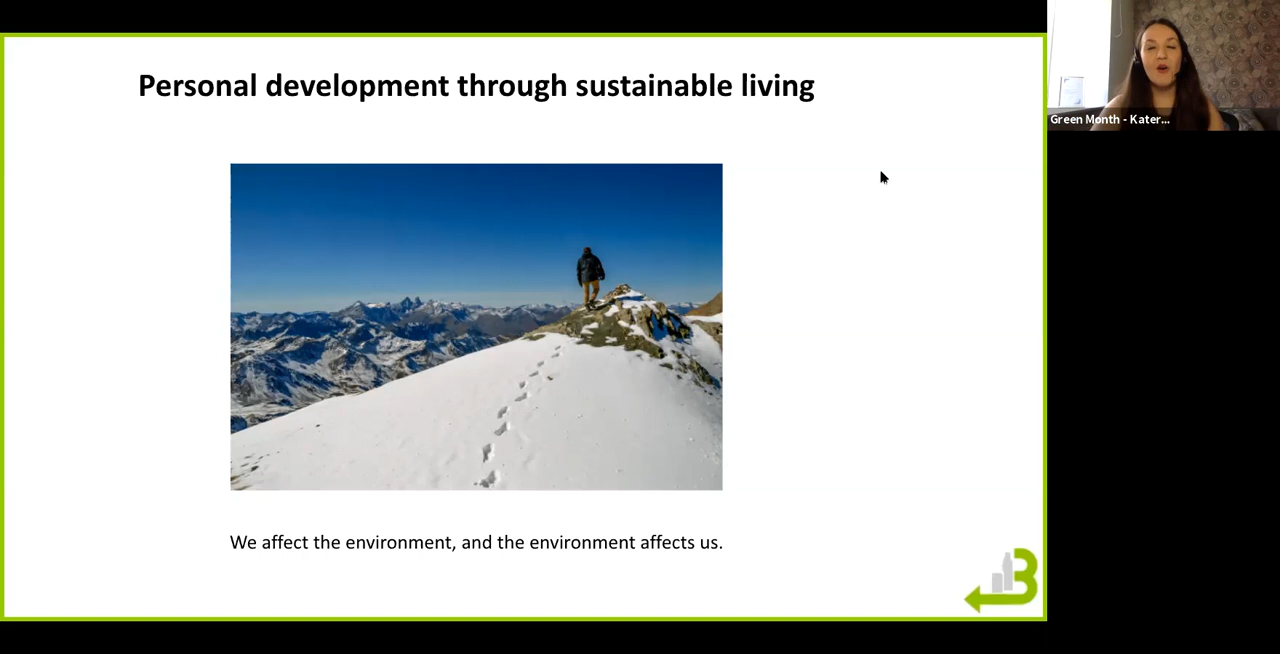 Personal development through sustainable living
Green Month - Kater...
We affect the environment, and the environment affects us.